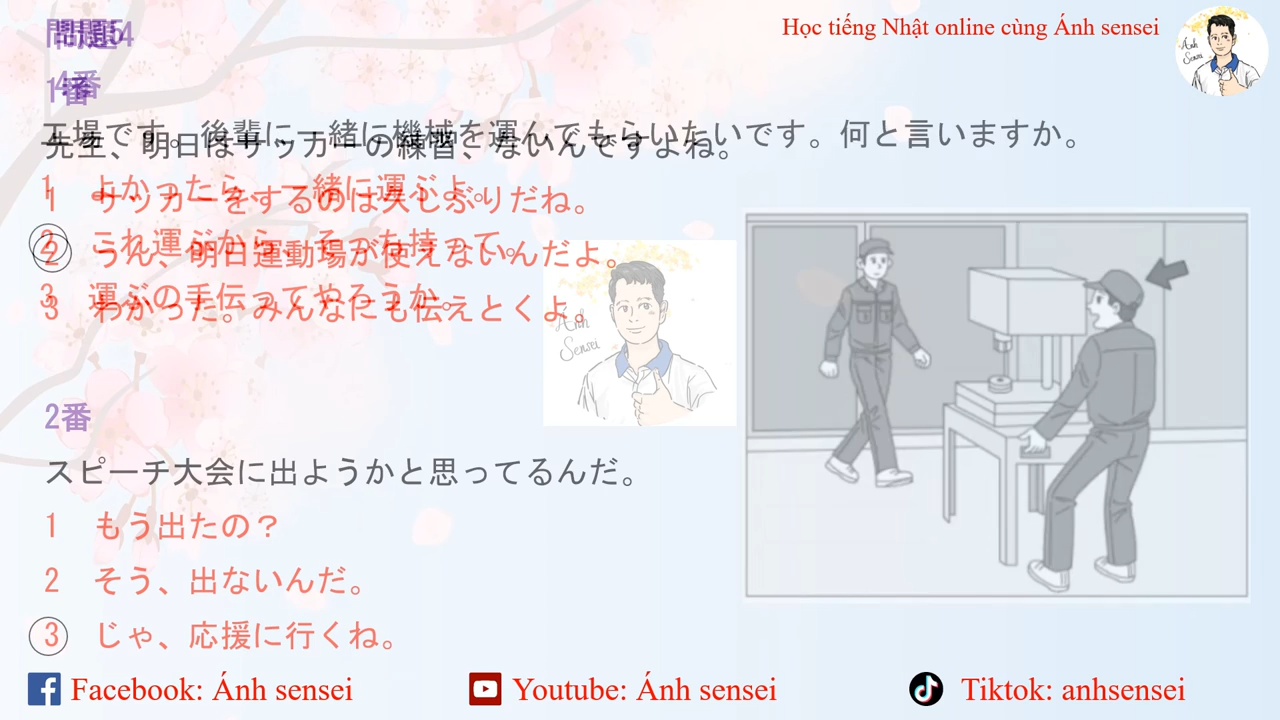 Học tiếng Nhật online cùng Ánh sensei
Ánh
Sensei
問題4
4番
工場です。後輩に一緒に機械を運んでもらいたいです。何と言いますか。
1 よかったら、一緒に運ぶよ。
2 これ運ぶから、そっち持って。
3 運ぶの手伝ってやろうか。
問題5
1番
先生、明日はサッカーの練習、ないんですよね。
1 サッカーをするのは久しぶりだね。
2 うん、明日運動場が使えないんだよ。
3 わかった。みんなにも伝えとくよ。
Ánh
Sensei
2番
スピーチ大会に出ようかと思ってるんだ。
1 もう出たの？
2 そう、出ないんだ。
3 じゃ、応援に行くね。
Facebook: Ánh sensei
Youtube: Ánh sensei
Tiktok: anhsensei